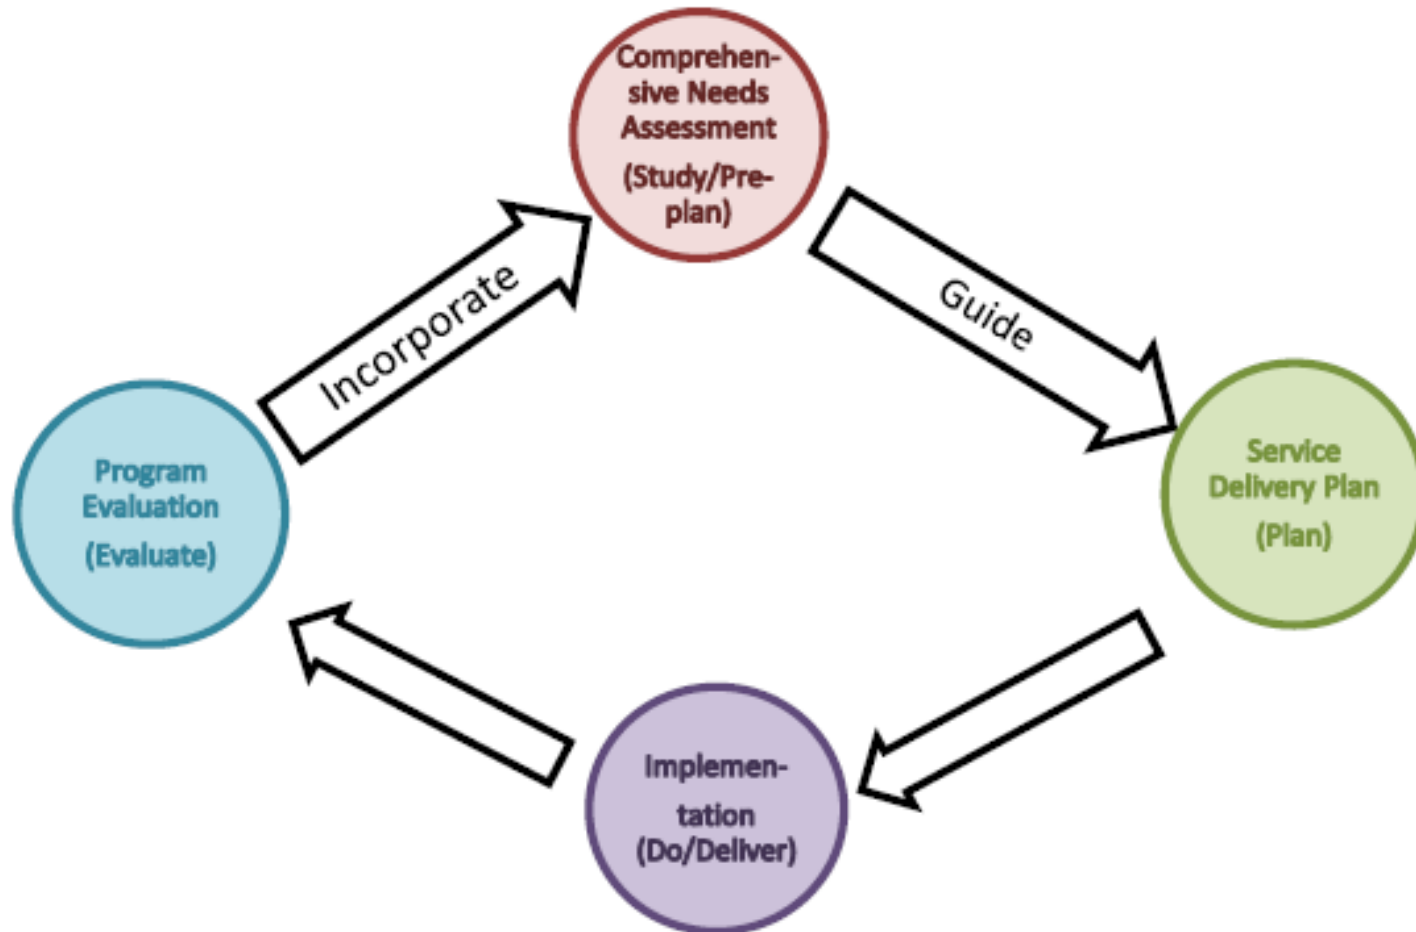 Comprehen-
sive Needs
Assessment
(Study/Pre-
plan)
Incorporate
Guide
Program
Evaluation
(Evaluate)
Service
Delivery Plan
(Plan)
Implemen-
tation
(Do/Deliver)